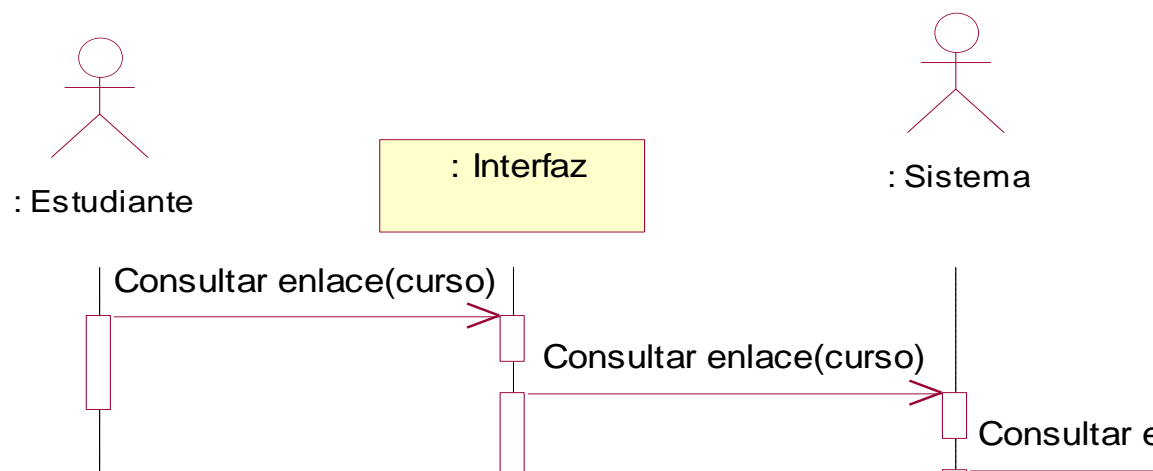 : Interfaz
: Sistema
: Estudiante
Consultar enlace(curso)
Consultar enlace(curso)
Consultar